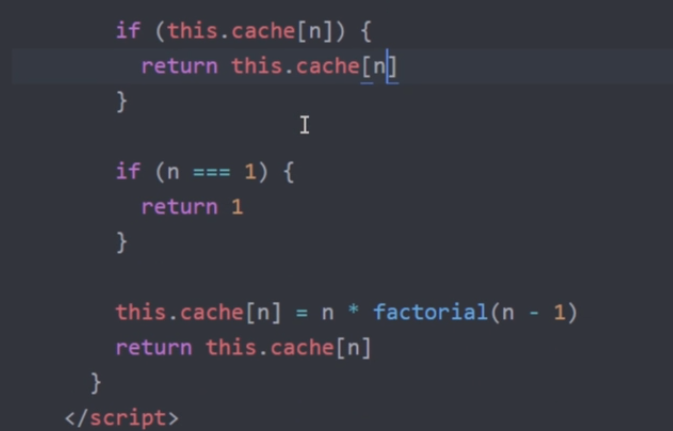 if (this.cache[n]) {
return this.cache[n]
}
if (n === 1) {
return 1
}
this.cache[n] = n * factorial(n - 1)
return this.cache[n]
}
</script>